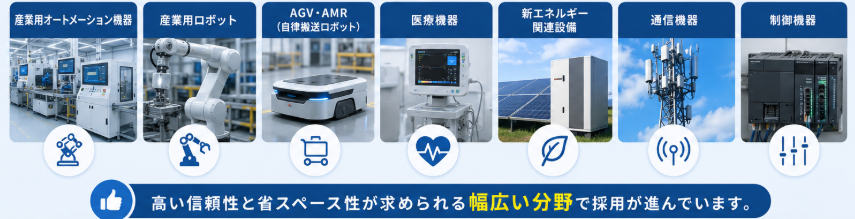 産業用オートメーション機器
産業用ロボット
AGV・AMR
(自律搬送ロボット)
医療機器
新エネルギー
関連設備
通信機器
制御機器
高い信頼性と省スペース性が求められる幅広い分野で採用が進んでいます。